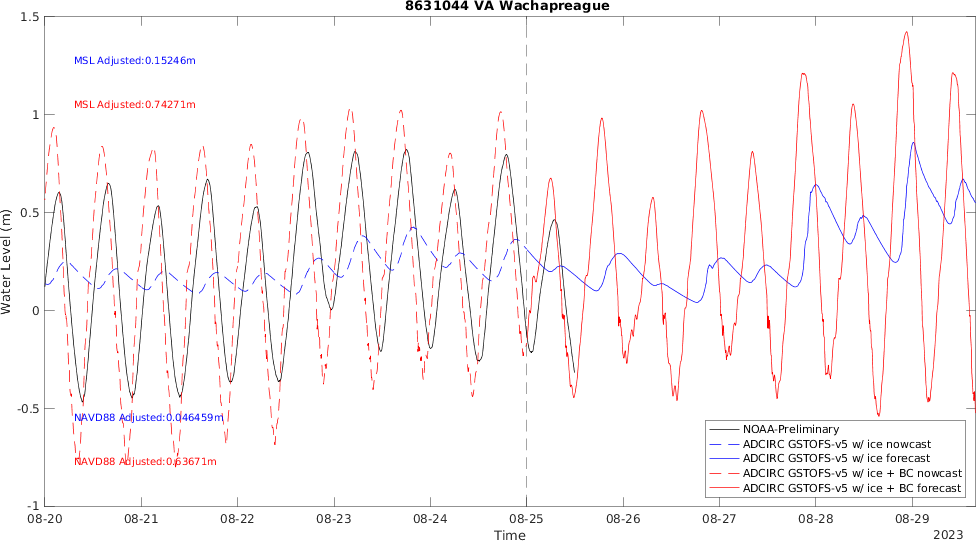 8631044 VA Wachapreague
1.5
1
0.5
0
-0.5
-1
Water Level (m)
MSL Adjusted:0.15246m
MSL Adjusted:0.74271m
NAVD88 Adjusted:0.046459m
NAVD88 Adjusted:0.63671m
NOAA-Preliminary
ADCIRC GSTOFS-v5 w/ ice nowcast
ADCIRC GSTOFS-v5 w/ ice forecast
ADCIRC GSTOFS-v5 w/ ice + BC nowcast
ADCIRC GSTOFS-v5 w/ ice + BC forecast
08-20 08-21 08-22 08-23 08-24 08-25 08-26 08-27 08-28 08-29
Time
2023